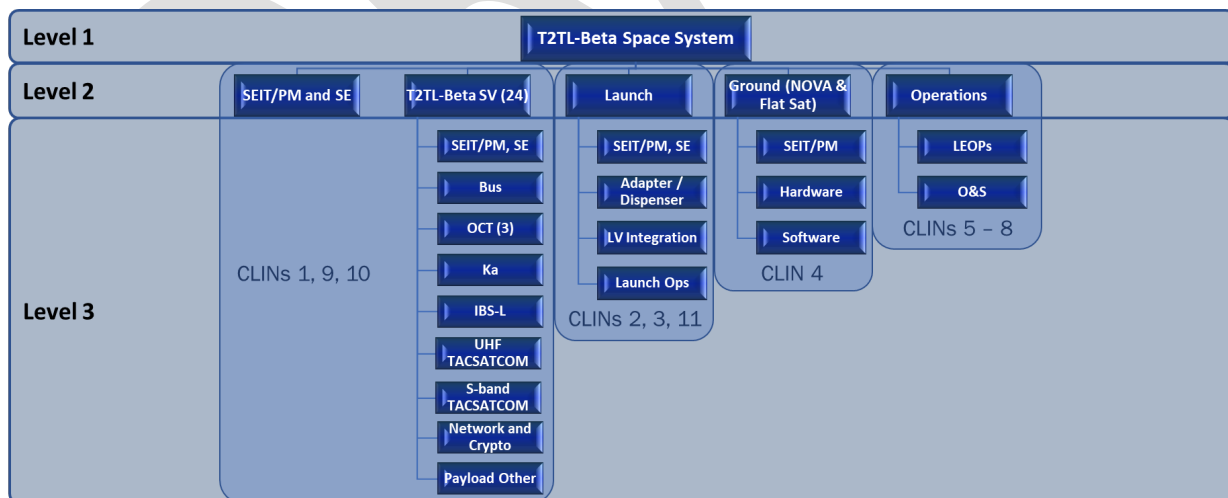 Level 1
T2TL-Beta Space System
Level 2
SEIT/PM and SE
T2TL-Beta SV (24)
Launch
Ground (NOVA &
Flat Sat)
Operations
Level 3
CLINs 1, 9, 10
SEIT/PM, SE
Bus
OCT (3)
Ka
IBS-L
UHF
TACSATCOM
S-band
TACSATCOM
Network and
Crypto
Payload Other
SEIT/PM, SE
Adapter /
Dispenser
LV Integration
Launch Ops
CLINs 2, 3, 11
SEIT/PM
Hardware
Software
CLIN 4
LEOPs
O&S
CLINs 5 – 8